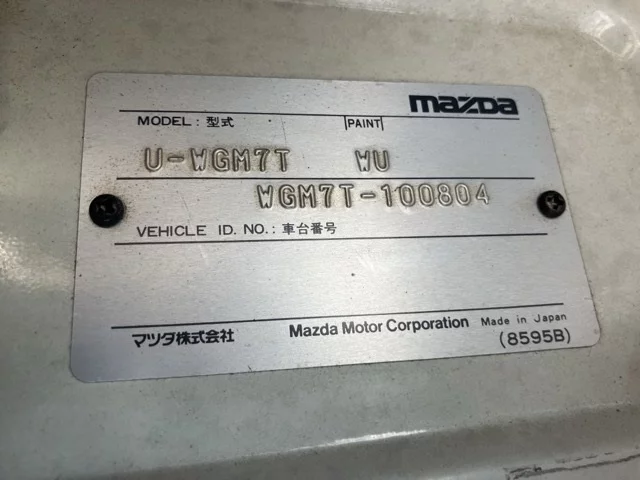 mazda
MODEL: 型式 PAINT
U-WGM7T WU
WGM7T-100804
VEHICLE ID. NO.: 車台番号
マツダ株式会社 Mazda Motor Corporation Made in Japan
(8595B)